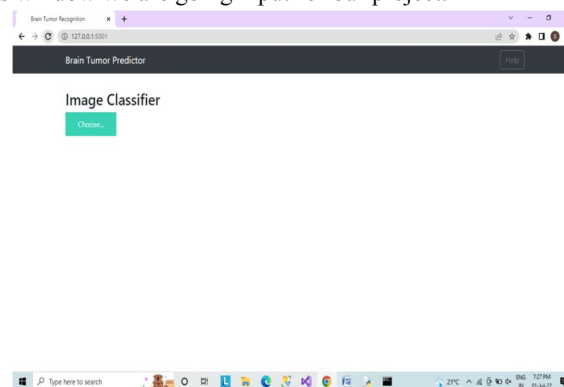 Brain Tumor Recognition
127.0.0.1:5001
Brain Tumor Predictor
Help
Image Classifier
Choose...
Type here to search
21°C
ENG
IN
7:27 PM